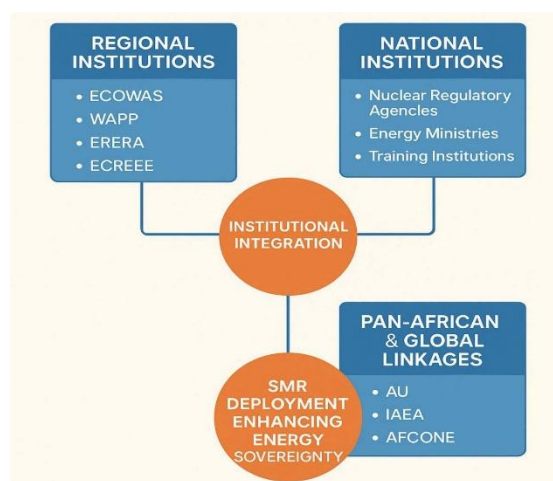 REGIONAL
INSTITUTIONS
• ECOWAS
• WAPP
• ERERA
• ECREEE
NATIONAL
INSTITUTIONS
• Nuclear Regulatory
Agencies
• Energy Ministries
• Training Institutions
INSTITUTIONAL
INTEGRATION
PAN-AFRICAN
& GLOBAL
LINKAGES
• AU
• IAEA
• AFCONE
SMR
DEPLOYMENT
ENHANCING
ENERGY
SOVEREIGNTY